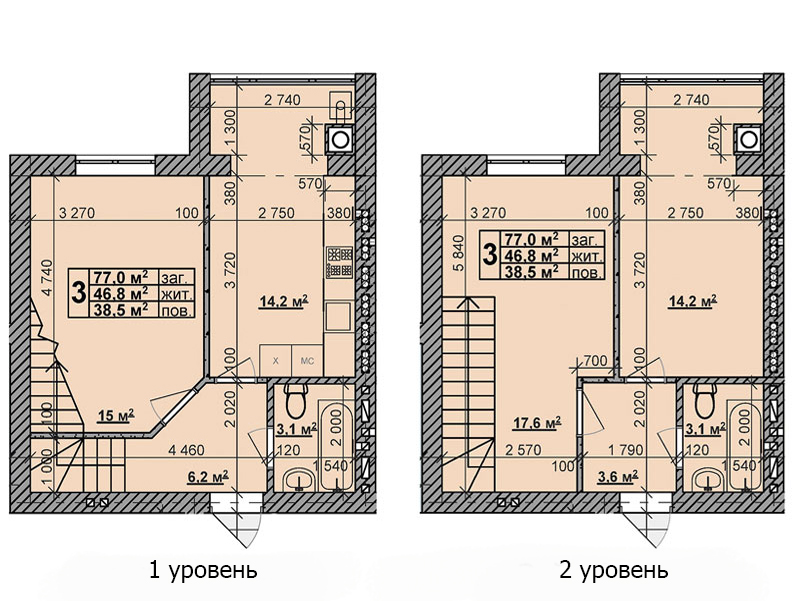 2 740
1 300
570
380
570
3 270
100
2 750
380
4 740
3 720
3
77,0 м² заг.
46,8 м² жит.
38,5 м² пов.
14,2 м²
Х
МС
100
15 м²
100
2 020
3,1 м²
2 000
4 460
120
1 540
1 000
6,2 м²
1 уровень
2 740
1 300
570
380
570
3 270
100
2 750
380
5 840
3 720
3
77,0 м² заг.
46,8 м² жит.
38,5 м² пов.
14,2 м²
700
100
2 020
17,6 м²
3,1 м²
2 000
2 570
1 790
120
1 540
100
3,6 м²
2 уровень